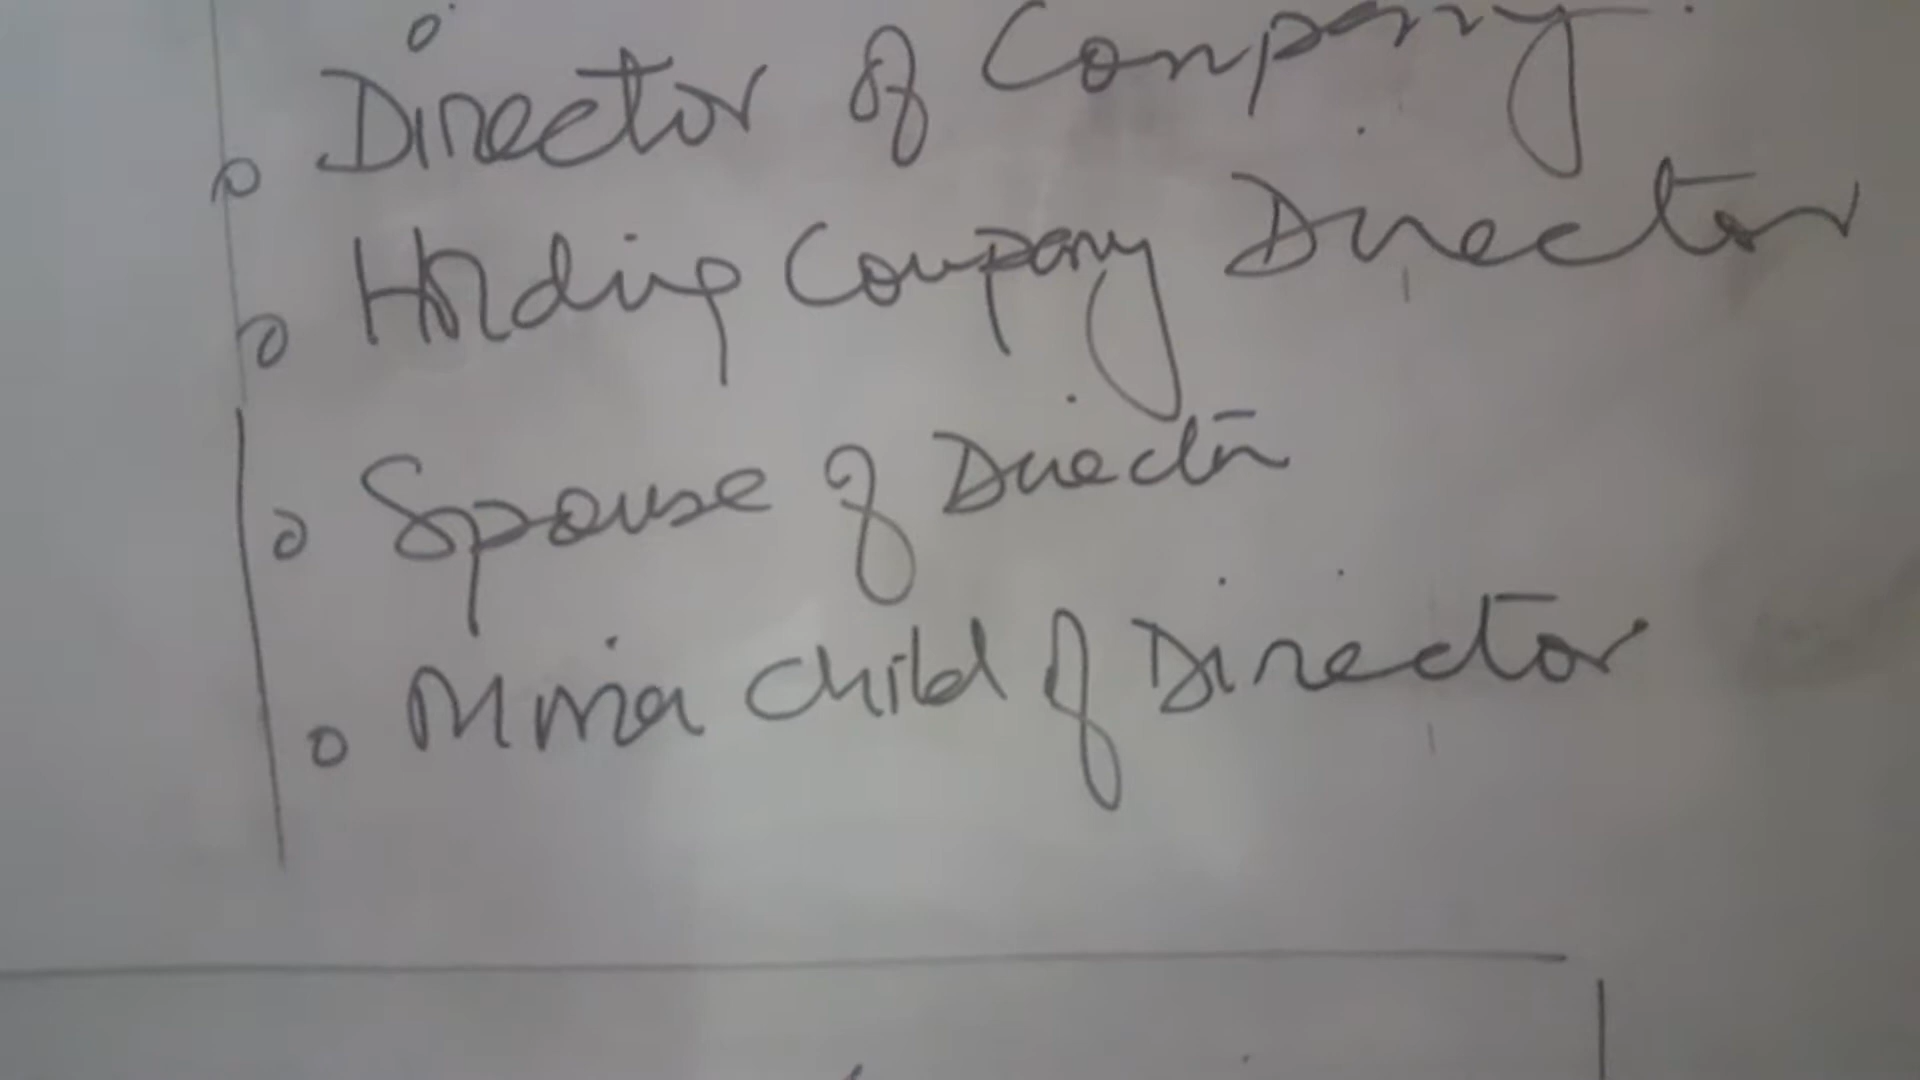 Director of Company
Holding Company Director
Spouse of Director
Minor Child of Director